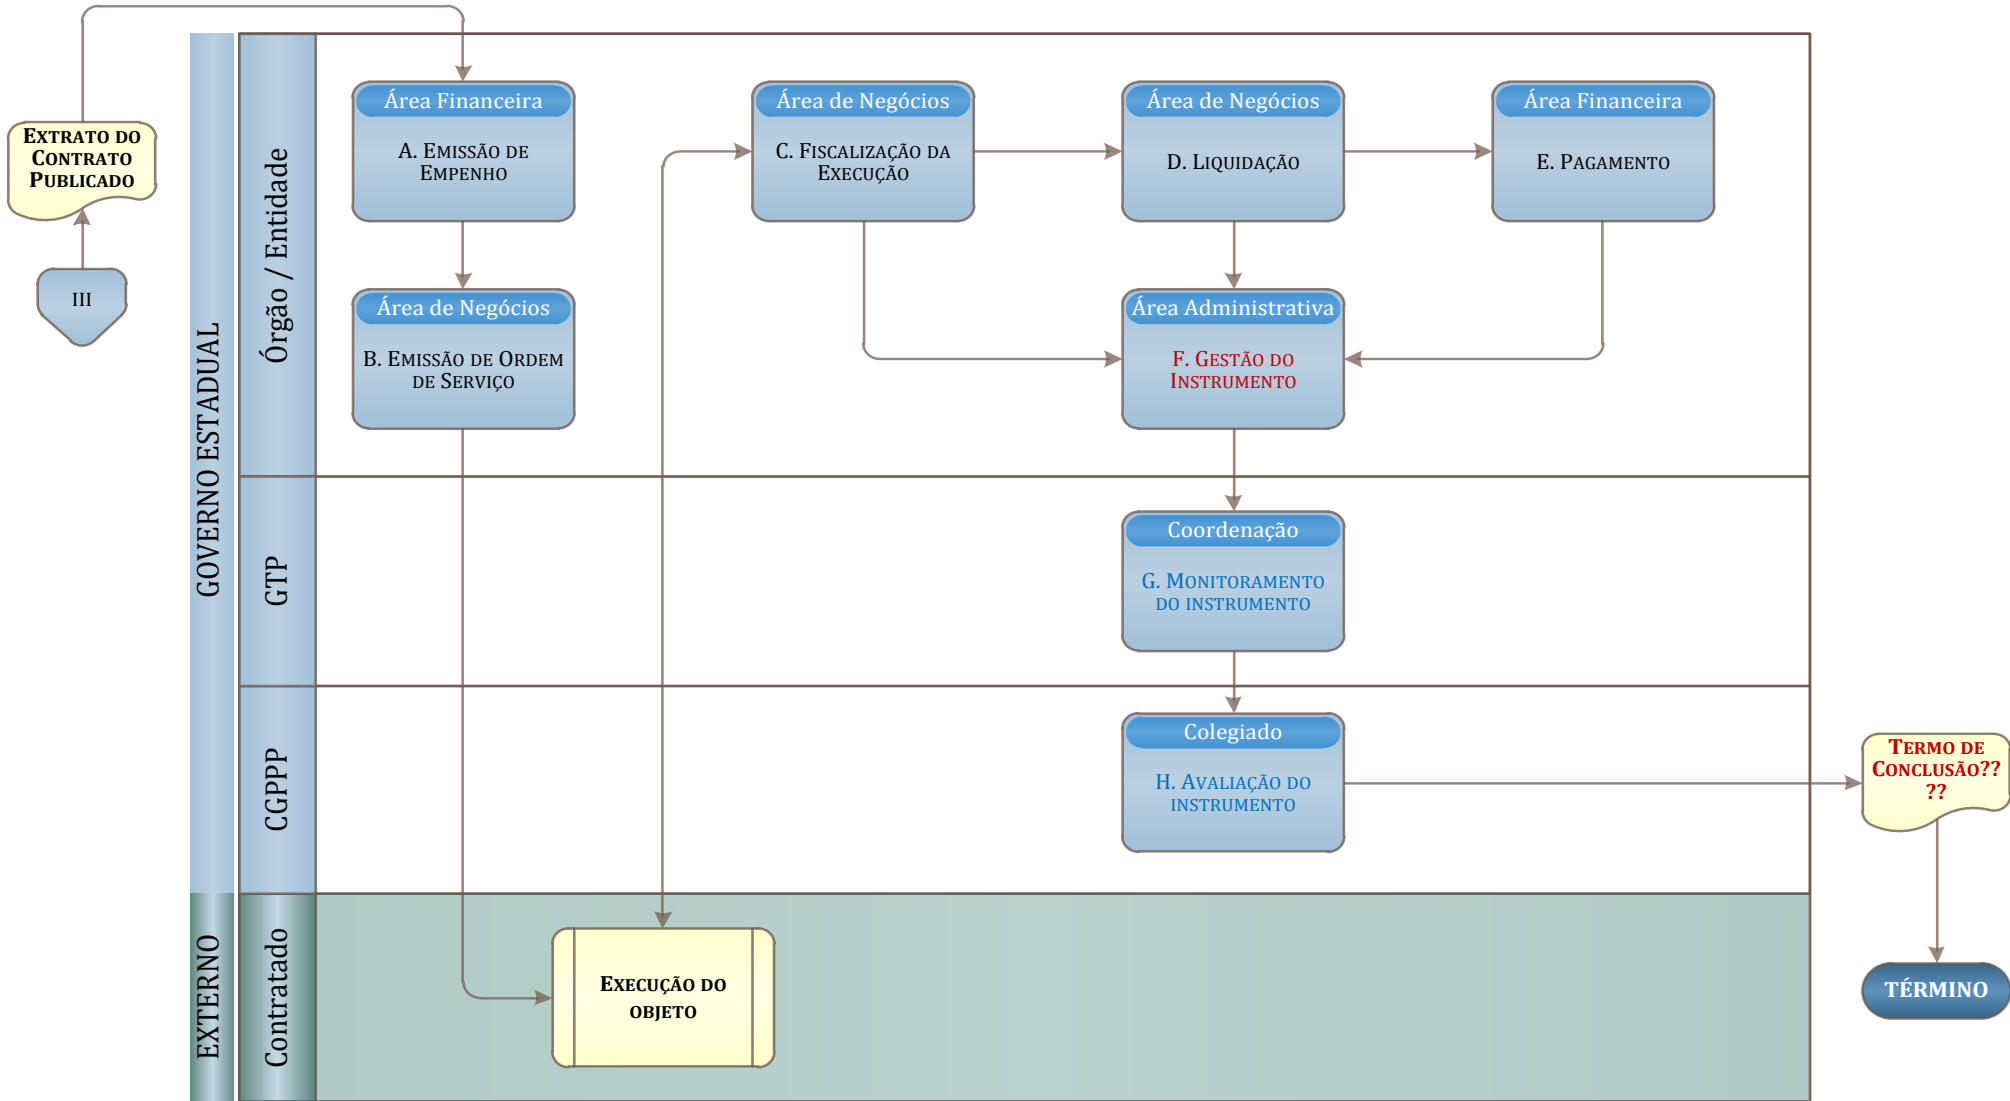 EXTRATO DO
CONTRATO
PUBLICADO
III
GOVERNO ESTADUAL
Órgão / Entidade
Área Financeira
A. EMISSÃO DE
EMPENHO
Área de Negócios
C. FISCALIZAÇÃO DA
EXECUÇÃO
Área de Negócios
D. LIQUIDAÇÃO
Área Financeira
E. PAGAMENTO
Área de Negócios
B. EMISSÃO DE ORDEM
DE SERVIÇO
Área Administrativa
F. GESTÃO DO
INSTRUMENTO
GTP
Coordenação
G. MONITORAMENTO
DO INSTRUMENTO
CGPPP
Colegiado
H. AVALIAÇÃO DO
INSTRUMENTO
TERMO DE
CONCLUSÃO??
??
EXTERNO
Contratado
EXECUÇÃO DO
OBJETO
TÉRMINO